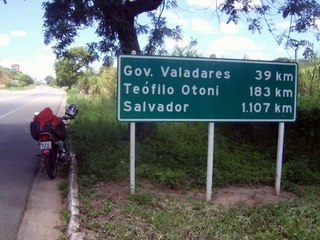 Gov. Valadares 39 km
Teófilo Otoni 183 km
Salvador 1.107 km